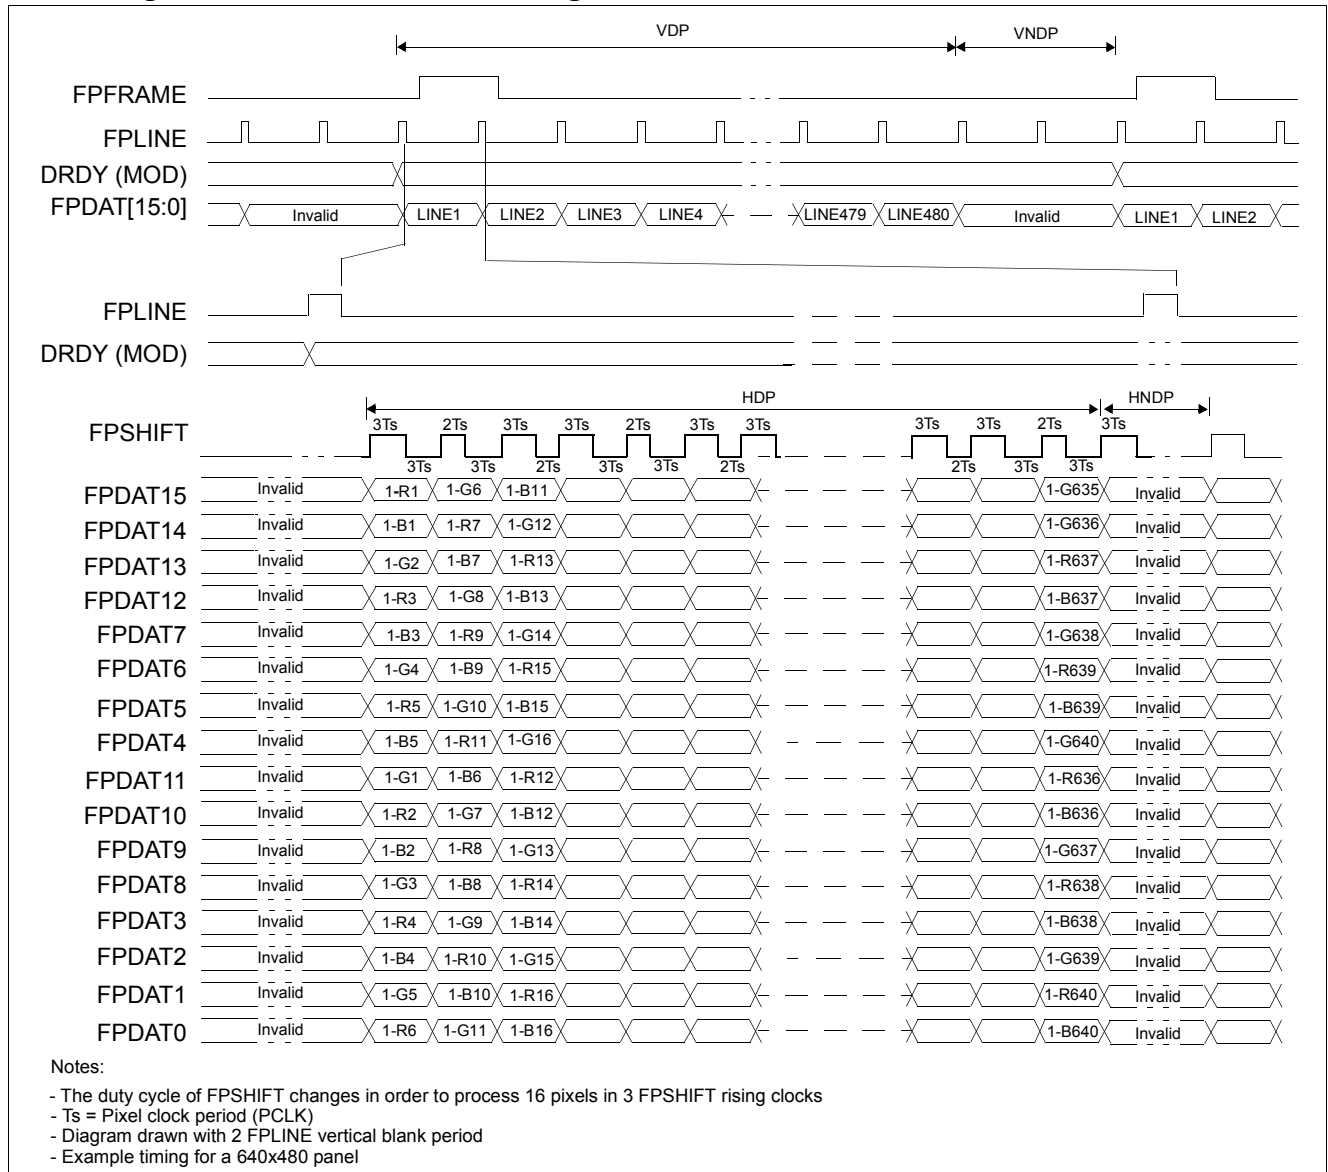 VDP VNDP
FPFRAME
FPLINE
DRDY (MOD)
FPDAT[15:0] Invalid LINE1 LINE2 LINE3 LINE4 LINE479 LINE480 Invalid LINE1 LINE2
FPLINE
DRDY (MOD)
HDP HNDP
FPSHIFT 3Ts 2Ts 3Ts 3Ts 2Ts 3Ts 3Ts 3Ts 3Ts 2Ts 3Ts
3Ts 3Ts 2Ts 3Ts 3Ts 2Ts 2Ts 3Ts 3Ts
FPDAT15 Invalid 1-R1 1-G6 1-B11 1-G635 Invalid
FPDAT14 Invalid 1-B1 1-R7 1-G12 1-G636 Invalid
FPDAT13 Invalid 1-G2 1-B7 1-R13 1-R637 Invalid
FPDAT12 Invalid 1-R3 1-G8 1-B13 1-B637 Invalid
FPDAT7 Invalid 1-B3 1-R9 1-G14 1-G638 Invalid
FPDAT6 Invalid 1-G4 1-B9 1-R15 1-R639 Invalid
FPDAT5 Invalid 1-R5 1-G10 1-B15 1-B639 Invalid
FPDAT4 Invalid 1-B5 1-R11 1-G16 1-G640 Invalid
FPDAT11 Invalid 1-G1 1-B6 1-R12 1-R636 Invalid
FPDAT10 Invalid 1-R2 1-G7 1-B12 1-B636 Invalid
FPDAT9 Invalid 1-B2 1-R8 1-G13 1-G637 Invalid
FPDAT8 Invalid 1-G3 1-B8 1-R14 1-R638 Invalid
FPDAT3 Invalid 1-R4 1-G9 1-B14 1-B638 Invalid
FPDAT2 Invalid 1-B4 1-R10 1-G15 1-G639 Invalid
FPDAT1 Invalid 1-G5 1-B10 1-R16 1-R640 Invalid
FPDAT0 Invalid 1-R6 1-G11 1-B16 1-B640 Invalid
Notes:
- The duty cycle of FPSHIFT changes in order to process 16 pixels in 3 FPSHIFT rising clocks
- Ts = Pixel clock period (PCLK)
- Diagram drawn with 2 FPLINE vertical blank period
- Example timing for a 640x480 panel